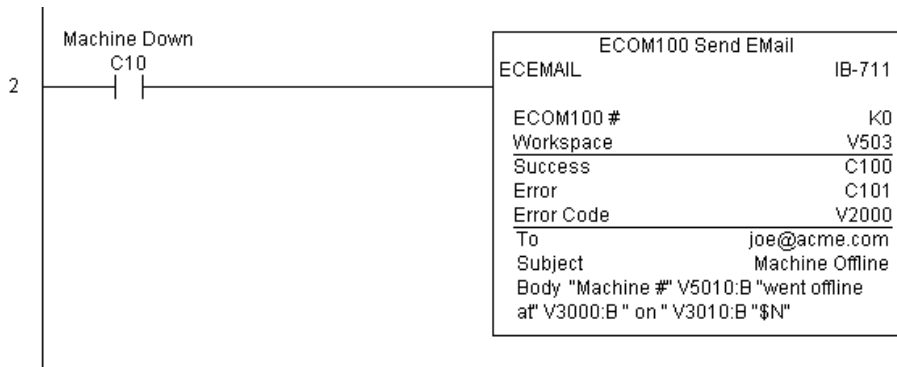 Machine Down
C10
2
ECOM100 Send EMail
ECEMAIL IB-711
ECOM100 # K0
Workspace V503
Success C100
Error C101
Error Code V2000
To joe@acme.com
Subject Machine Offline
Body "Machine #" V5010:B "went offline
at" V3000:B " on " V3010:B "$N"